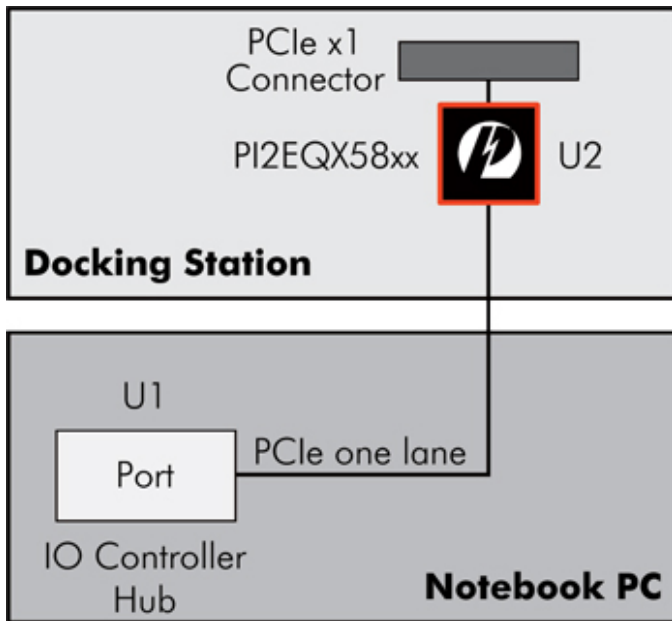 PCIe x1
Connector
PI2EQX58xx
U2
Docking Station
U1
Port
PCIe one lane
IO Controller
Hub
Notebook PC